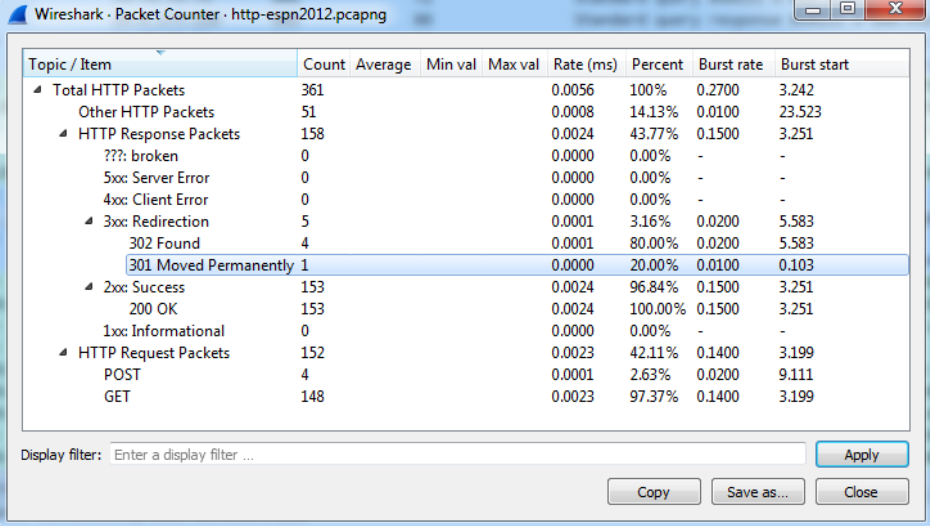 Wireshark · Packet Counter · http-espn2012.pcapng
Topic / Item Count Average Min val Max val Rate (ms) Percent Burst rate Burst start
Total HTTP Packets 361 0.0056 100% 0.2700 3.242
Other HTTP Packets 51 0.0008 14.13% 0.0100 23.523
HTTP Response Packets 158 0.0024 43.77% 0.1500 3.251
???: broken 0 0.0000 0.00% - -
5xx: Server Error 0 0.0000 0.00% - -
4xx: Client Error 0 0.0000 0.00% - -
3xx: Redirection 5 0.0001 3.16% 0.0200 5.583
302 Found 4 0.0001 80.00% 0.0200 5.583
301 Moved Permanently 1 0.0000 20.00% 0.0100 0.103
2xx: Success 153 0.0024 96.84% 0.1500 3.251
200 OK 153 0.0024 100.00% 0.1500 3.251
1xx: Informational 0 0.0000 0.00% - -
HTTP Request Packets 152 0.0023 42.11% 0.1400 3.199
POST 4 0.0001 2.63% 0.0200 9.111
GET 148 0.0023 97.37% 0.1400 3.199
Display filter: Enter a display filter ... Apply
Copy Save as... Close